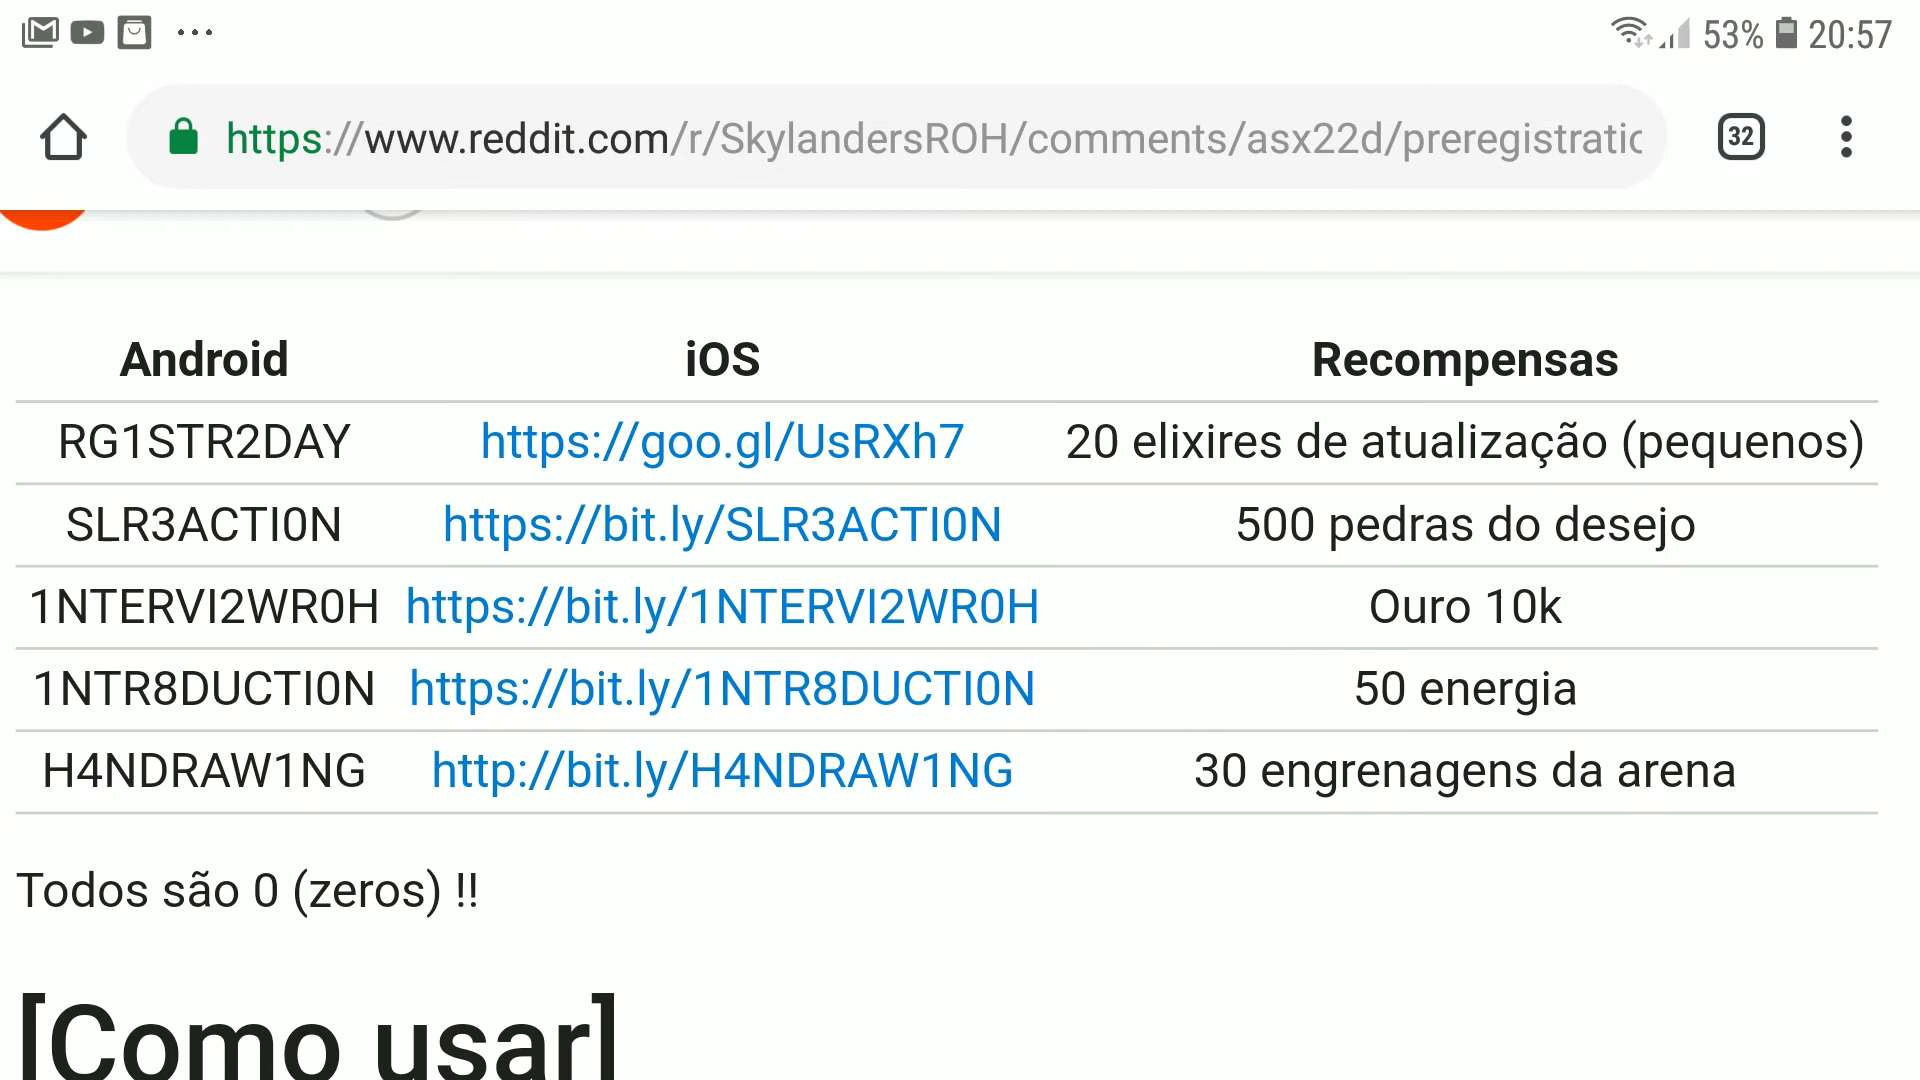 53% 20:57
https://www.reddit.com/r/SkylandersROH/comments/asx22d/preregistratic
32
Android iOS Recompensas
RG1STR2DAY https://goo.gl/UsRXh7 20 elixires de atualização (pequenos)
SLR3ACTI0N https://bit.ly/SLR3ACTI0N 500 pedras do desejo
1NTERVI2WR0H https://bit.ly/1NTERVI2WR0H Ouro 10k
1NTR8DUCTI0N https://bit.ly/1NTR8DUCTI0N 50 energia
H4NDRAW1NG http://bit.ly/H4NDRAW1NG 30 engrenagens da arena
Todos são 0 (zeros) !!
[Como usar]